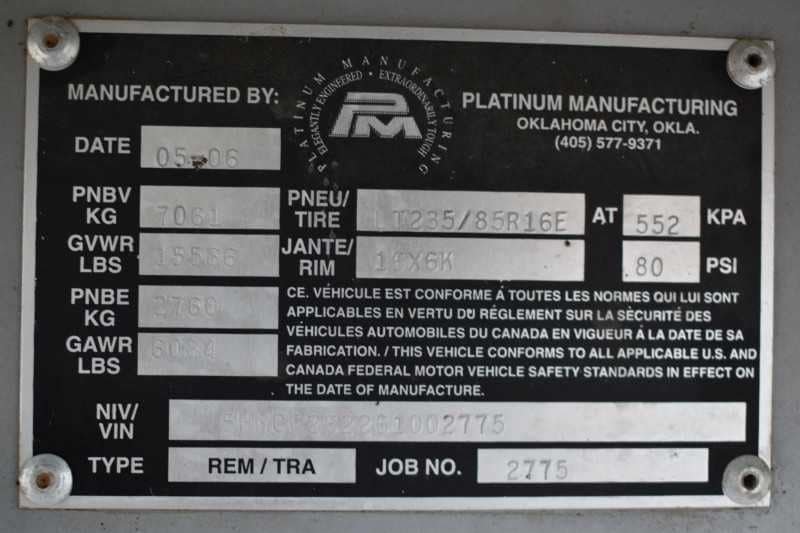 PLATINUM MANUFACTURING
ELEGANTLY ENGINEERED • EXTRAORDINARILY TOUGH
PM
MANUFACTURED BY:
PLATINUM MANUFACTURING
OKLAHOMA CITY, OKLA.
(405) 577-9371
DATE 05-06
PNBV KG 7061
GVWR LBS
PNEU/ TIRE LT235/85R16E AT 552 KPA
JANTE/ RIM 16X6K 80 PSI
PNBE KG 2760
GAWR LBS 6084
CE. VÉHICULE EST CONFORME À TOUTES LES NORMES QUI LUI SONT
APPLICABLES EN VERTU DU RÉGLEMENT SUR LA SÉCURITÉ DES
VÉHICULES AUTOMOBILES DU CANADA EN VIGUEUR À LA DATE DE SA
FABRICATION. / THIS VEHICLE CONFORMS TO ALL APPLICABLE U.S. AND
CANADA FEDERAL MOTOR VEHICLE SAFETY STANDARDS IN EFFECT ON
THE DATE OF MANUFACTURE.
NIV/ VIN
TYPE REM / TRA JOB NO. 2775